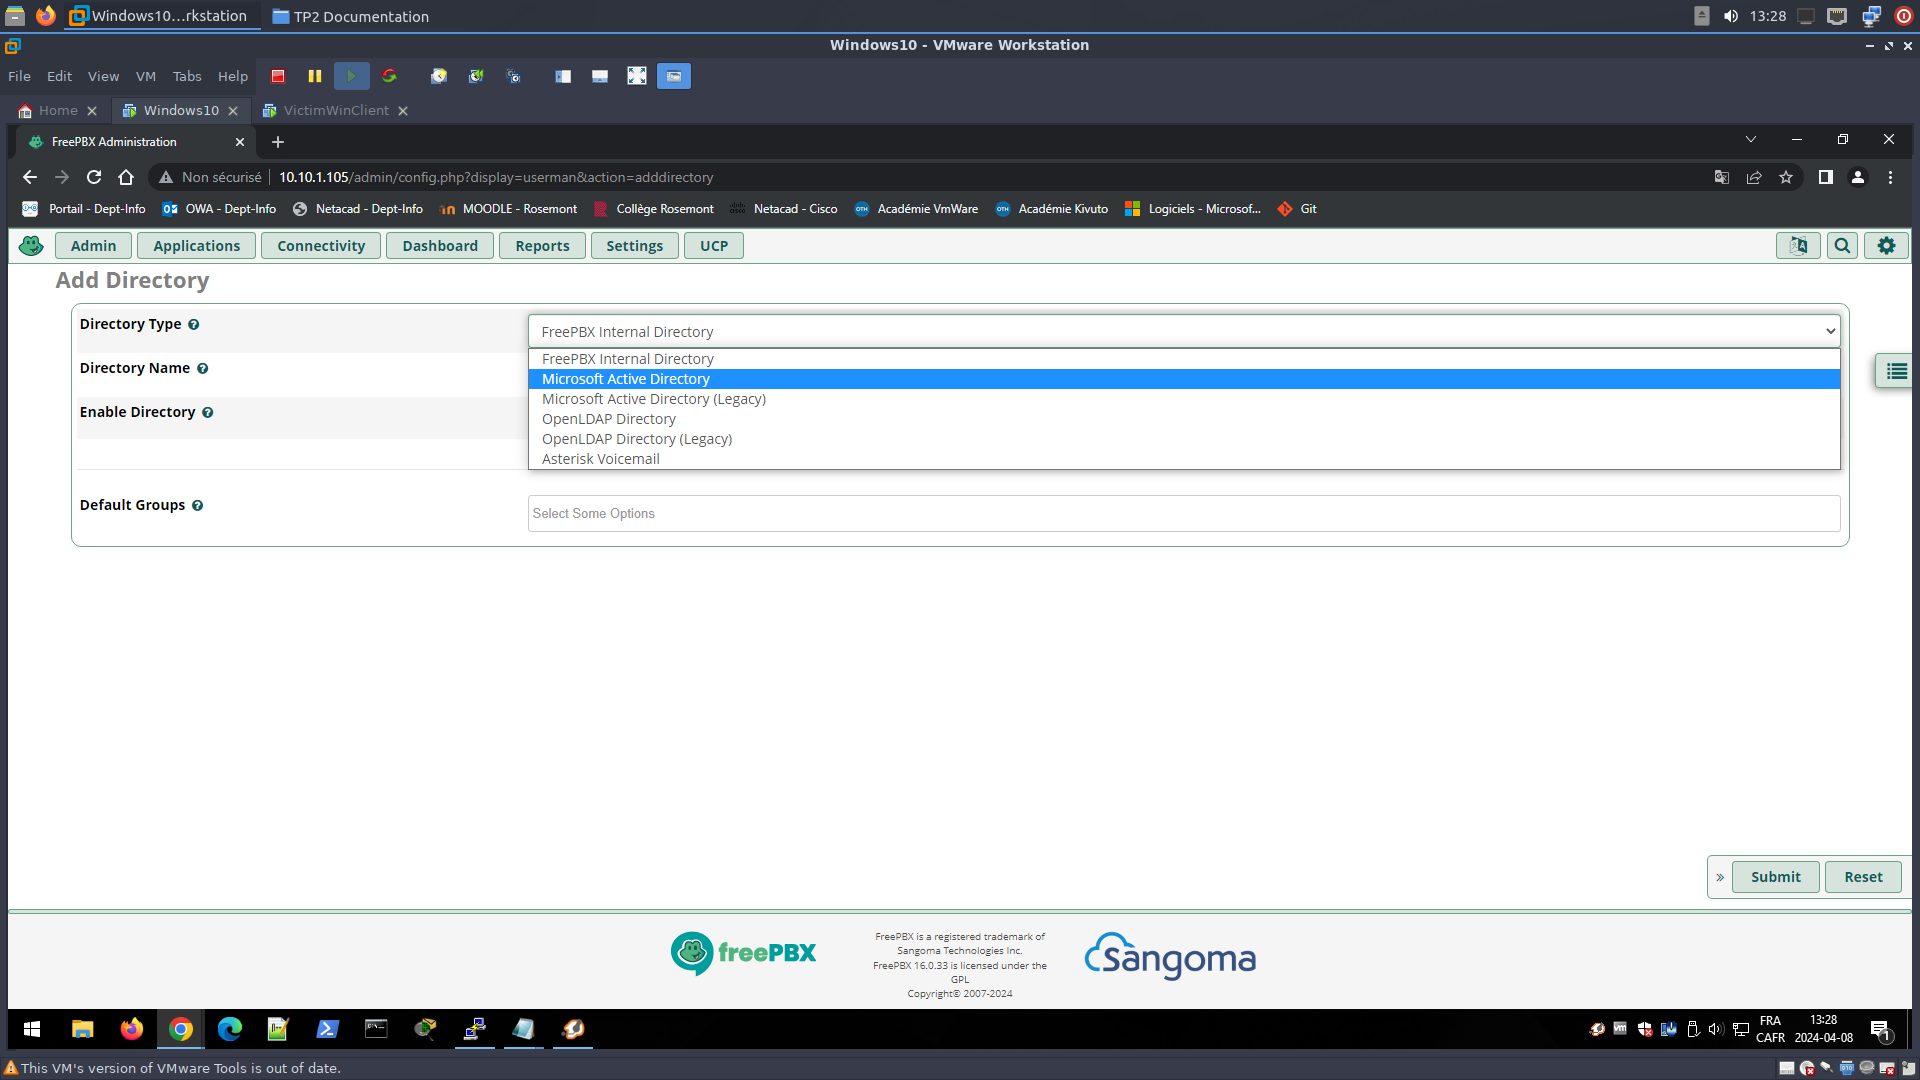 Windows10...rkstation
TP2 Documentation
13:28
Windows10 - VMware Workstation
File Edit View VM Tabs Help
Home
Windows10
VictimWinClient
FreePBX Administration
Non sécurisé
10.10.1.105/admin/config.php?display=userman&action=adddirectory
Portail - Dept-Info
OWA - Dept-Info
Netacad - Dept-Info
MOODLE - Rosemont
Collège Rosemont
Netacad - Cisco
Académie VmWare
Académie Kivuto
Logiciels - Microsof...
Git
Admin
Applications
Connectivity
Dashboard
Reports
Settings
UCP
Add Directory
Directory Type
FreePBX Internal Directory
FreePBX Internal Directory
Microsoft Active Directory
Microsoft Active Directory (Legacy)
OpenLDAP Directory
OpenLDAP Directory (Legacy)
Asterisk Voicemail
Directory Name
Enable Directory
Default Groups
Select Some Options
»
Submit
Reset
freePBX
FreePBX is a registered trademark of
Sangoma Technologies Inc.
FreePBX 16.0.33 is licensed under the
GPL
Copyright© 2007-2024
Sangoma
FRA
CAFR
13:28
2024-04-08
1
This VM's version of VMware Tools is out of date.